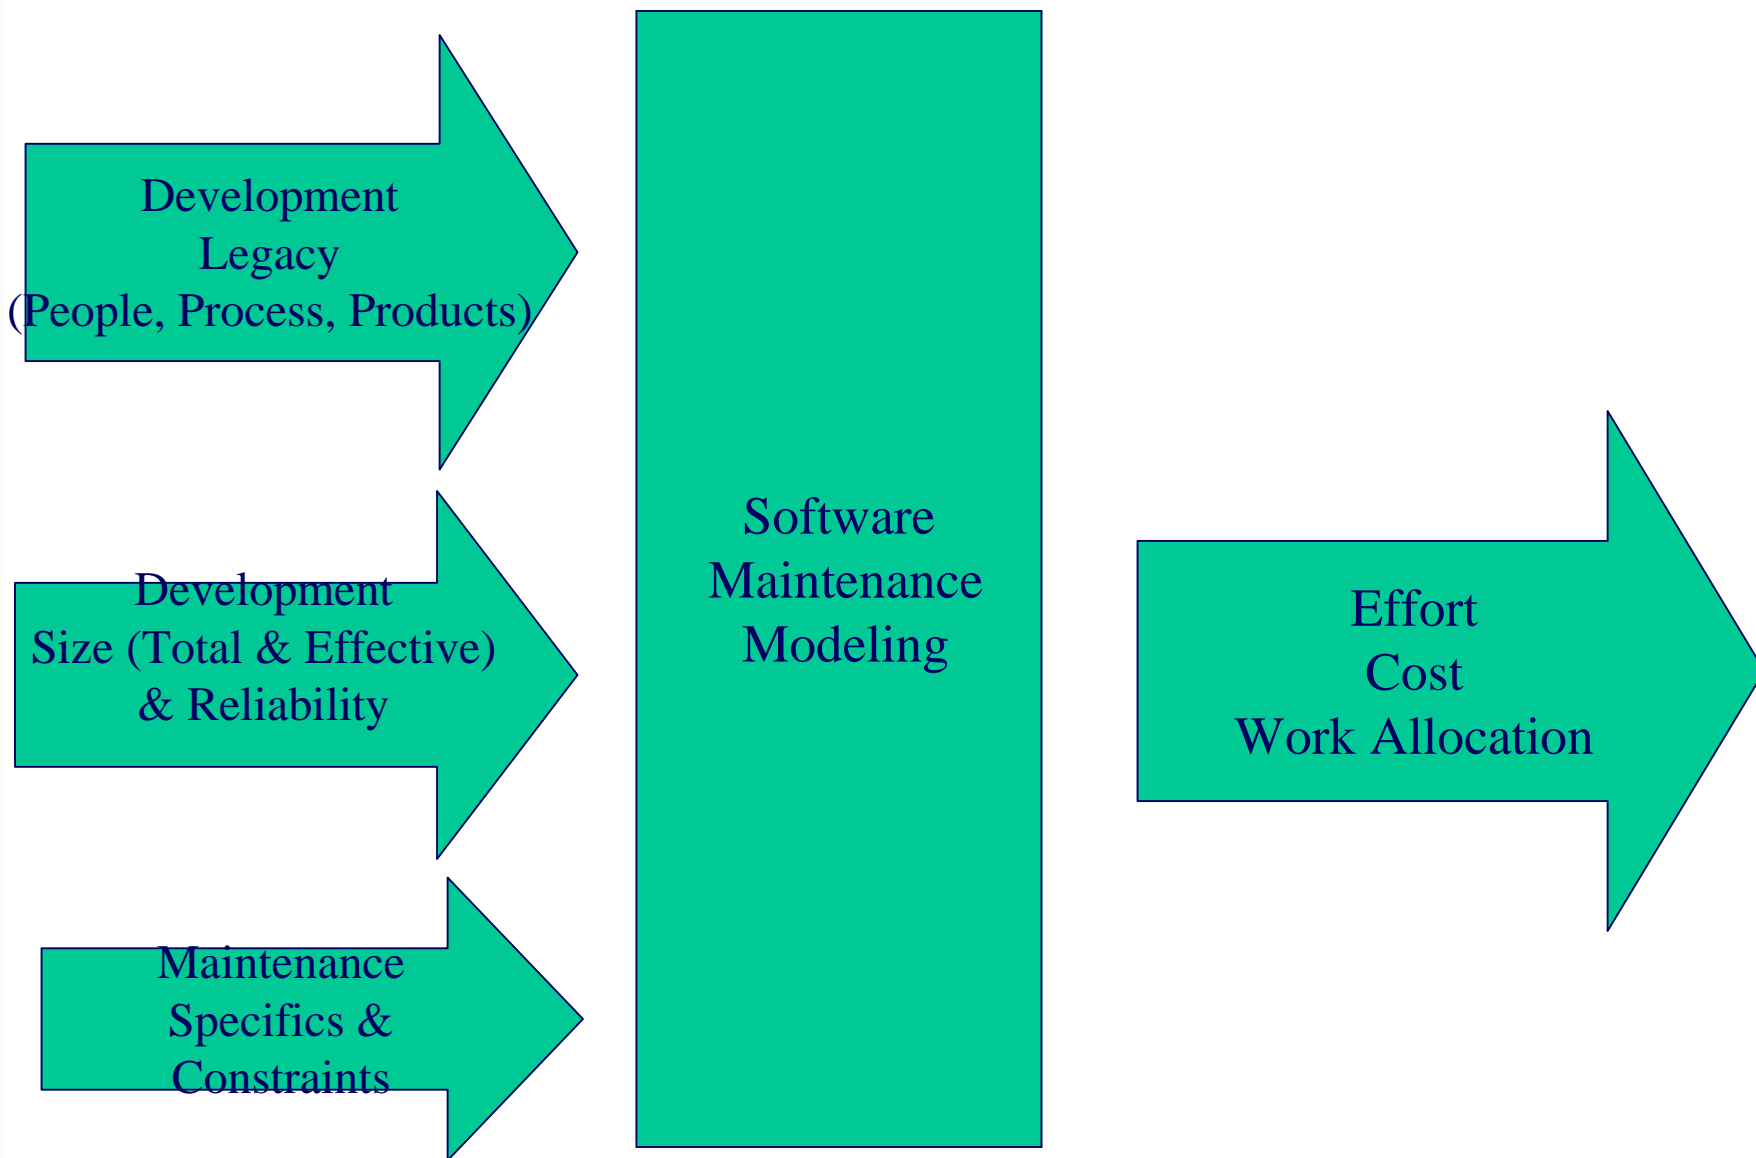 Development
Legacy
(People, Process, Products)
Development
Size (Total & Effective)
& Reliability
Maintenance
Specifics &
Constraints
Software
Maintenance
Modeling
Effort
Cost
Work Allocation